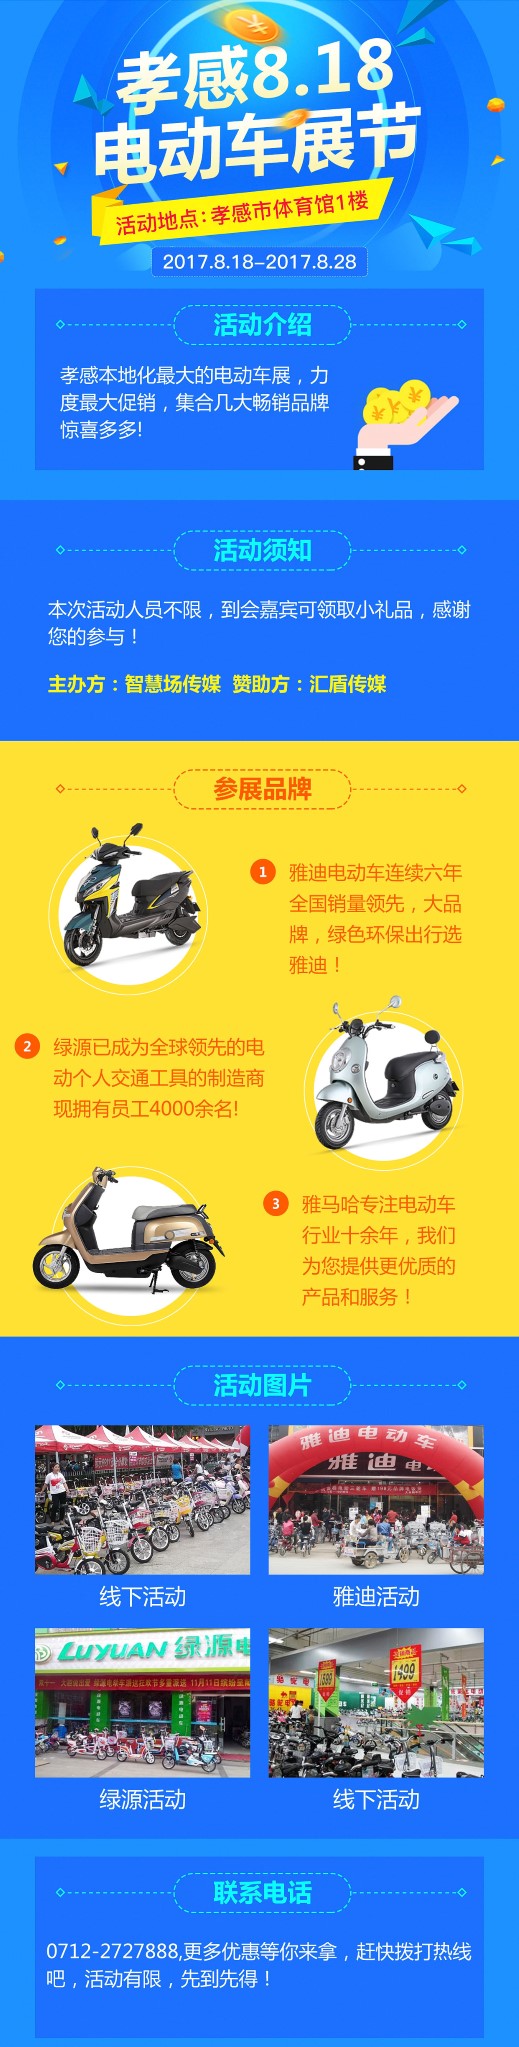 孝感8.18
电动车展节
活动地点:孝感市体育馆1楼
2017.8.18-2017.8.28
活动介绍
孝感本地化最大的电动车展，力
度最大促销，集合几大畅销品牌
惊喜多多!
活动须知
本次活动人员不限，到会嘉宾可领取小礼品，感谢
您的参与！
主办方：智慧场传媒 赞助方：汇盾传媒
参展品牌
1
雅迪电动车连续六年
全国销量领先，大品
牌，绿色环保出行选
雅迪！
2
绿源已成为全球领先的电
动个人交通工具的制造商
现拥有员工4000余名!
3
雅马哈专注电动车
行业十余年，我们
为您提供更优质的
产品和服务！
活动图片
雅迪电动车
雅迪
线下活动
雅迪活动
LUYUAN 绿源电
1499
绿源活动
线下活动
联系电话
0712-2727888,更多优惠等你来拿，赶快拨打热线
吧，活动有限，先到先得！